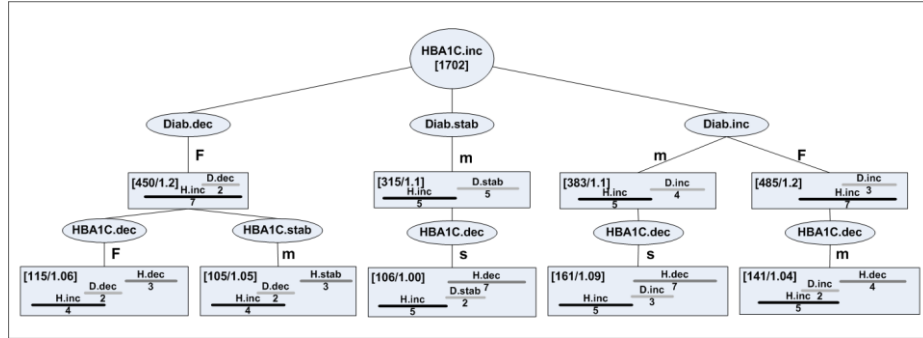 HBA1C.inc
[1702]
Diab.dec
Diab.stab
Diab.inc
F
m
m
F
[450/1.2] D.dec
H.inc 2
7
[315/1.1] D.stab
H.inc 5
5
[383/1.1] D.inc
H.inc 4
5
[485/1.2] D.inc
H.inc 3
7
HBA1C.dec
HBA1C.stab
HBA1C.dec
HBA1C.dec
HBA1C.dec
F
m
s
s
m
[115/1.06] H.dec
D.dec 3
H.inc 2
4
[105/1.05] H.stab
D.dec 3
H.inc 2
4
[106/1.00] H.dec
7
D.stab
H.inc 2
5
[161/1.09] H.dec
7
D.inc
H.inc 3
5
[141/1.04] H.dec
D.inc 4
H.inc 2
5